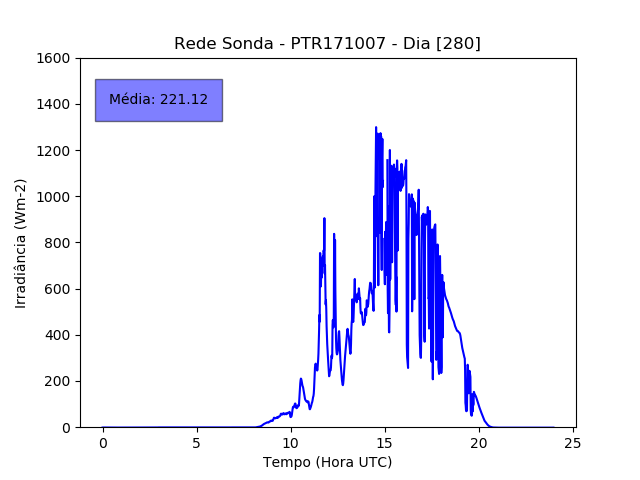 Rede Sonda - PTR171007 - Dia [280]
1600
Média: 221.12
1400
1200
1000
800
600
400
200
0
Irradiância (Wm-2)
0 5 10 15 20 25
Tempo (Hora UTC)